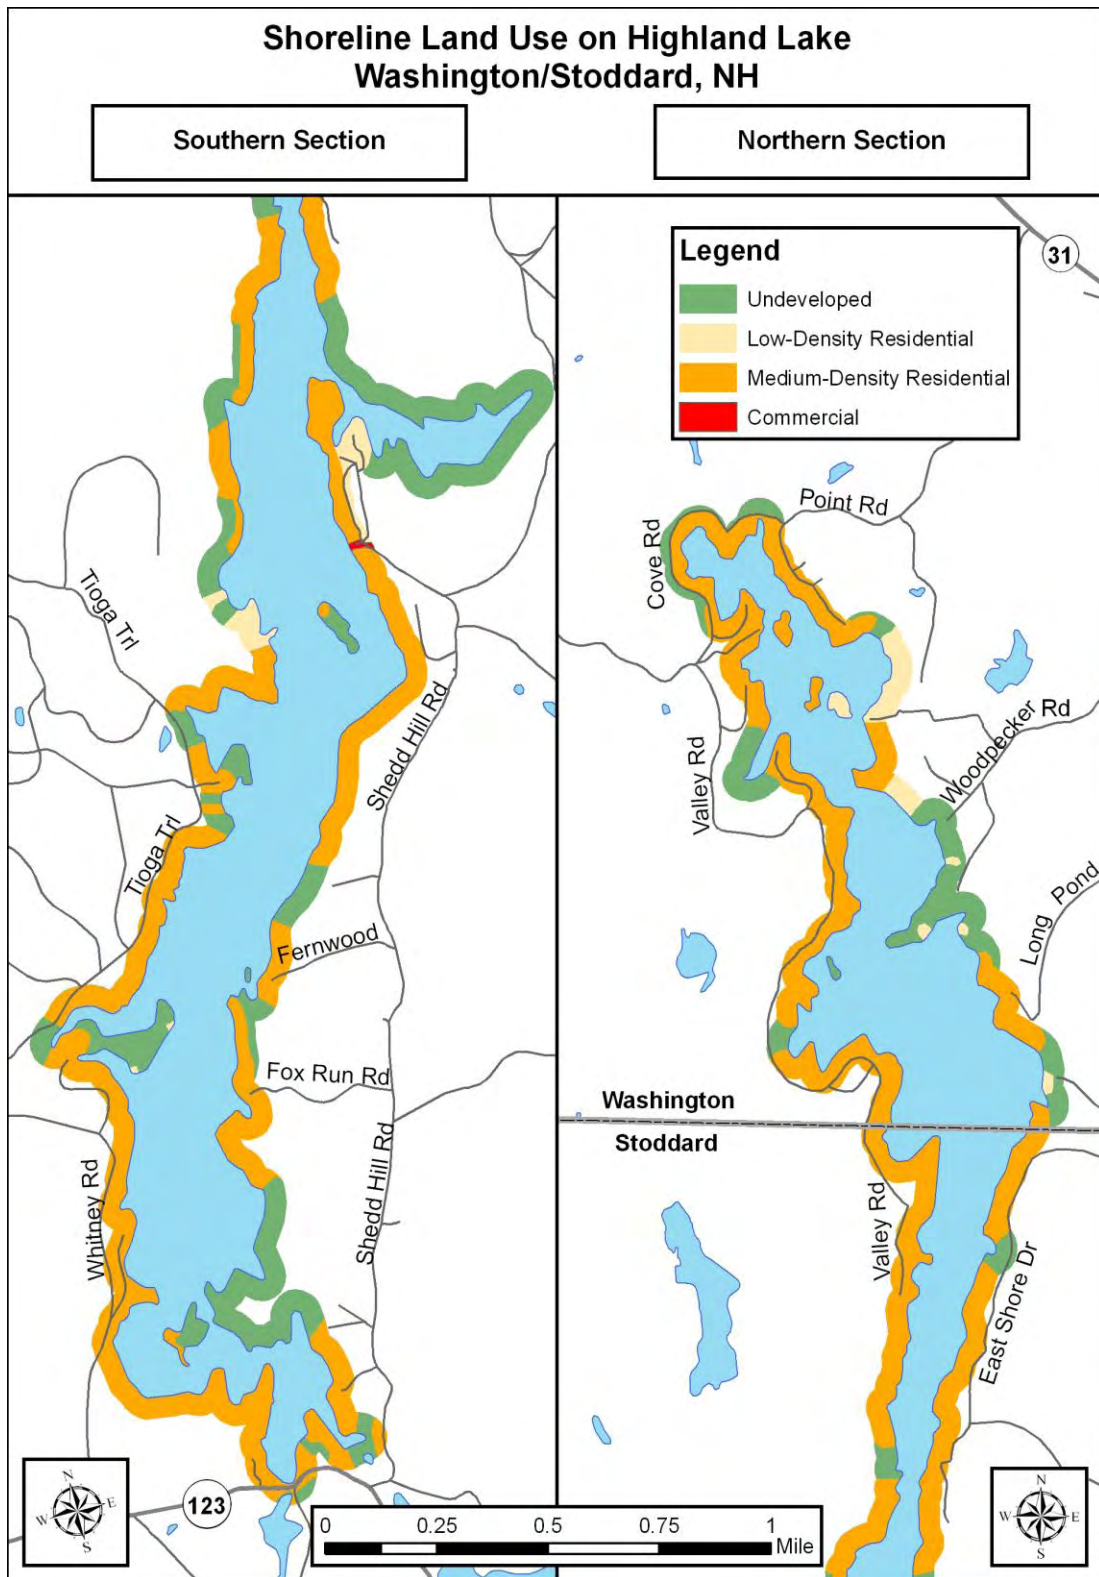 Shoreline Land Use on Highland Lake
Washington/Stoddard, NH
Southern Section
Northern Section
Legend
Undeveloped
Low-Density Residential
Medium-Density Residential
Commercial
31
Point Rd
Cove Rd
Tioga Trl
Shedd Hill Rd
Woodpecker Rd
Valley Rd
Tioga Trl
Long Pond
Fernwood
Fox Run Rd
Washington
Stoddard
Whitney Rd
Shedd Hill Rd
Valley Rd
East Shore Dr
123
N
W E
S
0 0.25 0.5 0.75 1
Mile
N
W E
S